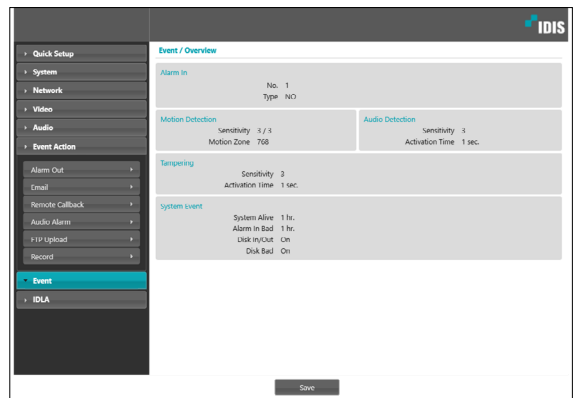 IDIS
Quick Setup
System
Network
Video
Audio
Event Action
Alarm Out
Email
Remote Callback
Audio Alarm
FTP Upload
Record
Event
IDLA
Event / Overview
Alarm In
No. 1
Type NO
Motion Detection
Sensitivity 3 / 3
Motion Zone 768
Audio Detection
Sensitivity 3
Activation Time 1 sec.
Tampering
Sensitivity 3
Activation Time 1 sec.
System Event
System Alive 1 hr.
Alarm In Bad 1 hr.
Disk In/Out On
Disk Bad On
Save